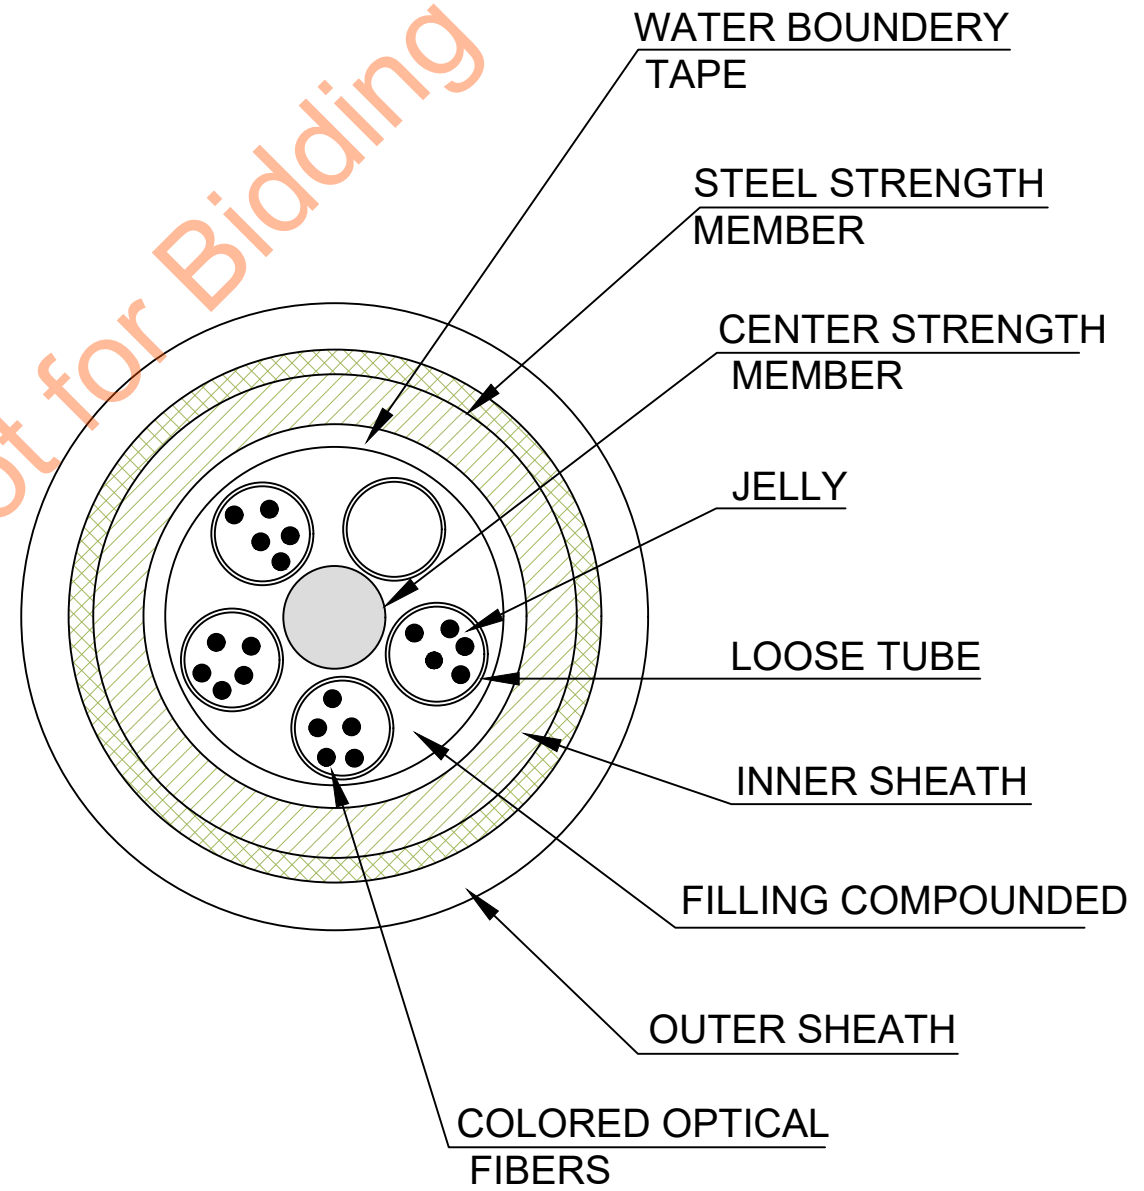 WATER BOUNDERY
TAPE
STEEL STRENGTH
MEMBER
CENTER STRENGTH
MEMBER
JELLY
LOOSE TUBE
INNER SHEATH
FILLING COMPOUNDED
OUTER SHEATH
COLORED OPTICAL
FIBERS
for Bidding